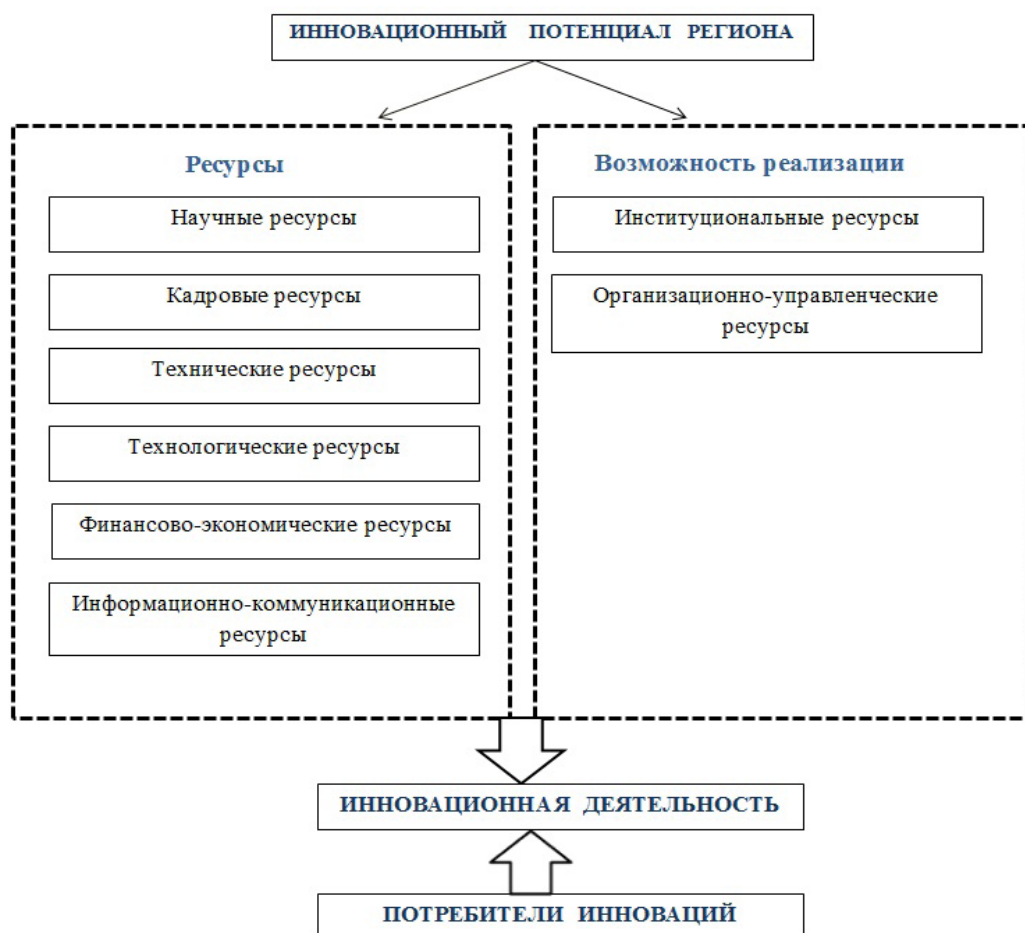 ИННОВАЦИОННЫЙ ПОТЕНЦИАЛ РЕГИОНА
Ресурсы
Научные ресурсы
Кадровые ресурсы
Технические ресурсы
Технологические ресурсы
Финансово-экономические ресурсы
Информационно-коммуникационные
ресурсы
Возможность реализации
Институциональные ресурсы
Организационно-управленческие
ресурсы
ИННОВАЦИОННАЯ ДЕЯТЕЛЬНОСТЬ
ПОТРЕБИТЕЛИ ИННОВАЦИЙ